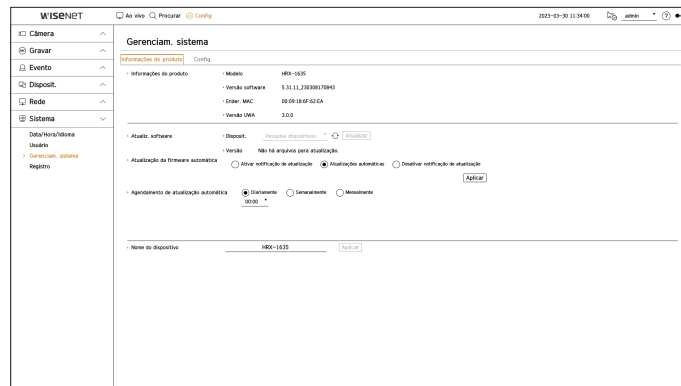 WISENET
Ao vivo Procurar Config 2023-03-30 11:34:00 admin
Câmera
Gravar
Evento
Disposit.
Rede
Sistema
Data/Hora/Idioma
Usuário
> Gerenciam. sistema
Registro
Gerenciam. sistema
Informações do produto Config.
· Informações do produto · Modelo HRX-1635
· Versão software 5.31.11_230308170843
· Ender. MAC 00:09:18:6F:62:EA
· Versão UWA 3.0.0
· Atualiz. software · Disposit. Pesquise dispositivos Atualizar
· Versão Não há arquivos para atualização.
· Atualização da firmware automática Ativar notificação de atualização Atualizações automáticas Desativar notificação de atualização
Aplicar
· Agendamento de atualização automática Diariamente Semanalmente Mensalmente
00:00
· Nome do dispositivo HRX-1635 Aplicar